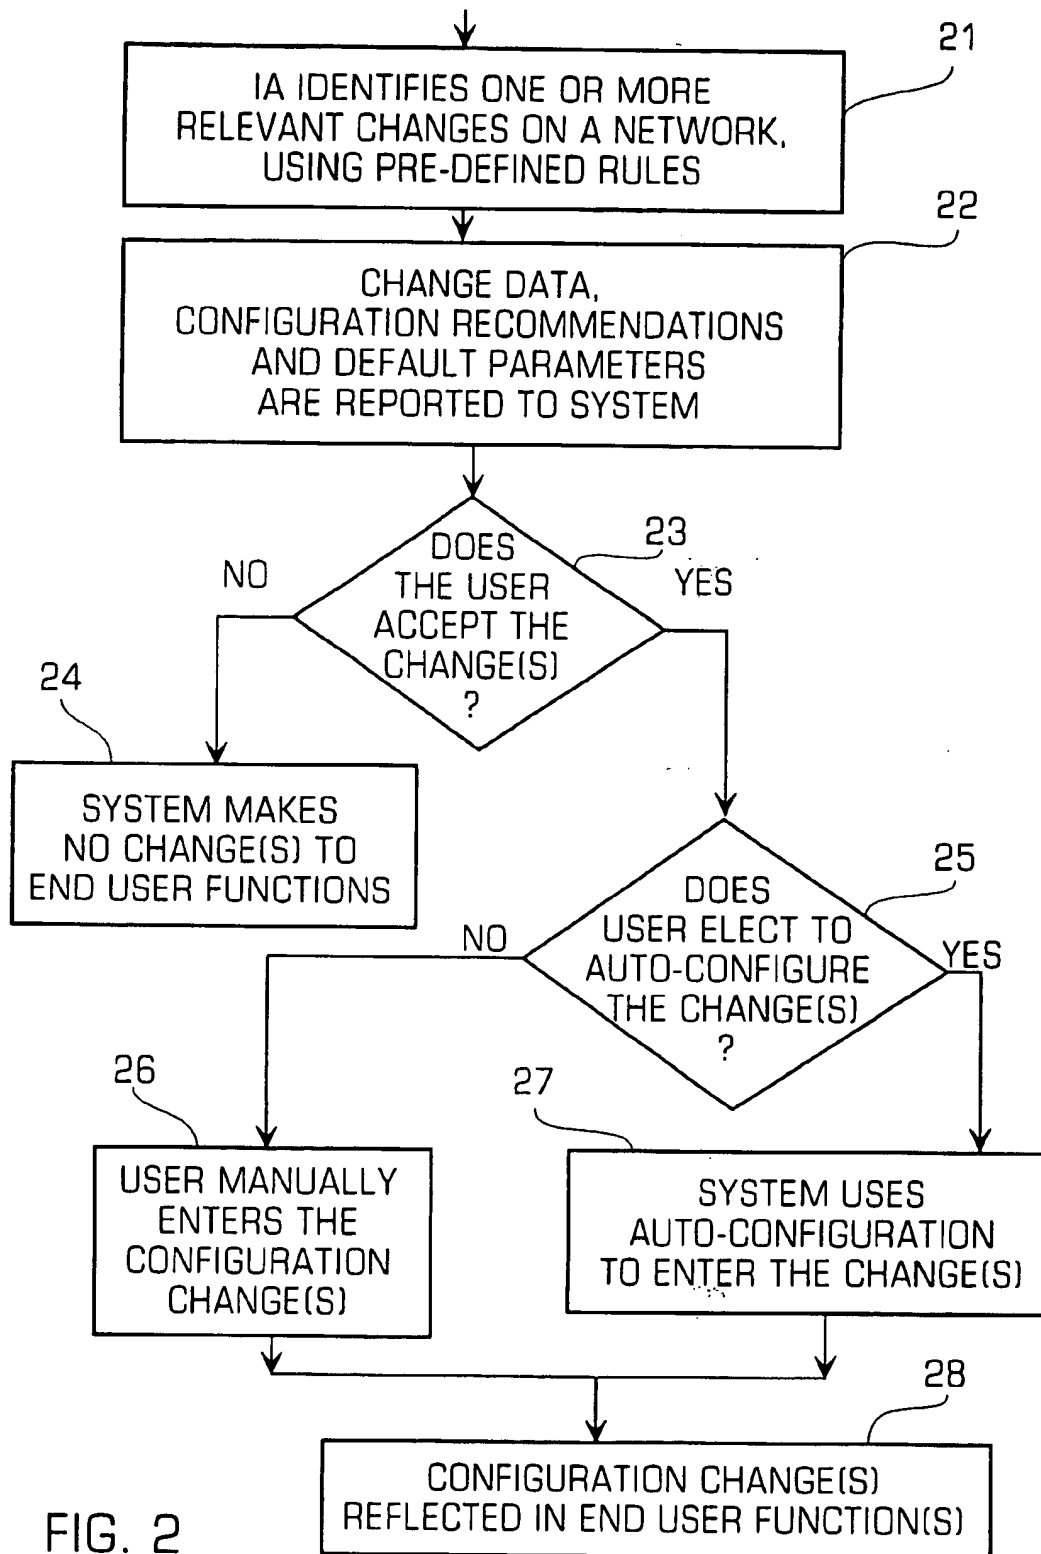 21
IA IDENTIFIES ONE OR MORE
RELEVANT CHANGES ON A NETWORK,
USING PRE-DEFINED RULES
22
CHANGE DATA,
CONFIGURATION RECOMMENDATIONS
AND DEFAULT PARAMETERS
ARE REPORTED TO SYSTEM
23
DOES
THE USER
ACCEPT THE
CHANGE(S)
?
NO
YES
24
SYSTEM MAKES
NO CHANGE(S) TO
END USER FUNCTIONS
25
DOES
USER ELECT TO
AUTO-CONFIGURE
THE CHANGE(S)
?
NO
YES
26
USER MANUALLY
ENTERS THE
CONFIGURATION
CHANGE(S)
27
SYSTEM USES
AUTO-CONFIGURATION
TO ENTER THE CHANGE(S)
28
CONFIGURATION CHANGE(S)
REFLECTED IN END USER FUNCTION(S)
FIG. 2